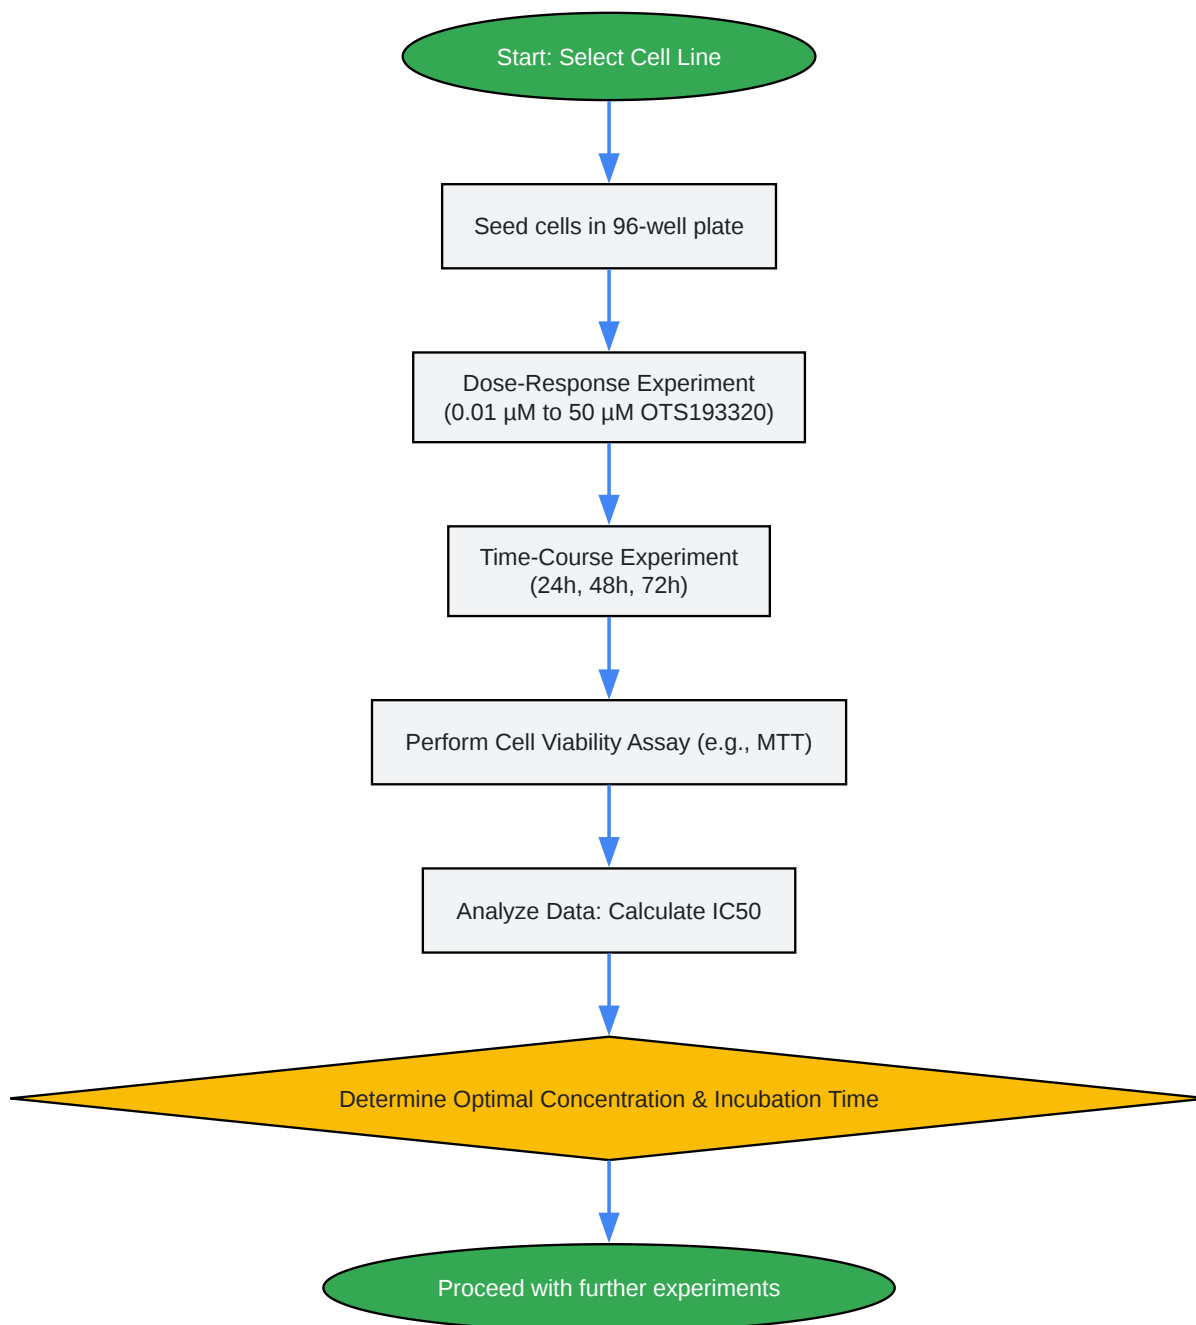 Start: Select Cell Line
Seed cells in 96-well plate
Dose-Response Experiment
(0.01 µM to 50 µM OTS193320)
Time-Course Experiment
(24h, 48h, 72h)
Perform Cell Viability Assay (e.g., MTT)
Analyze Data: Calculate IC50
Determine Optimal Concentration & Incubation Time
Proceed with further experiments